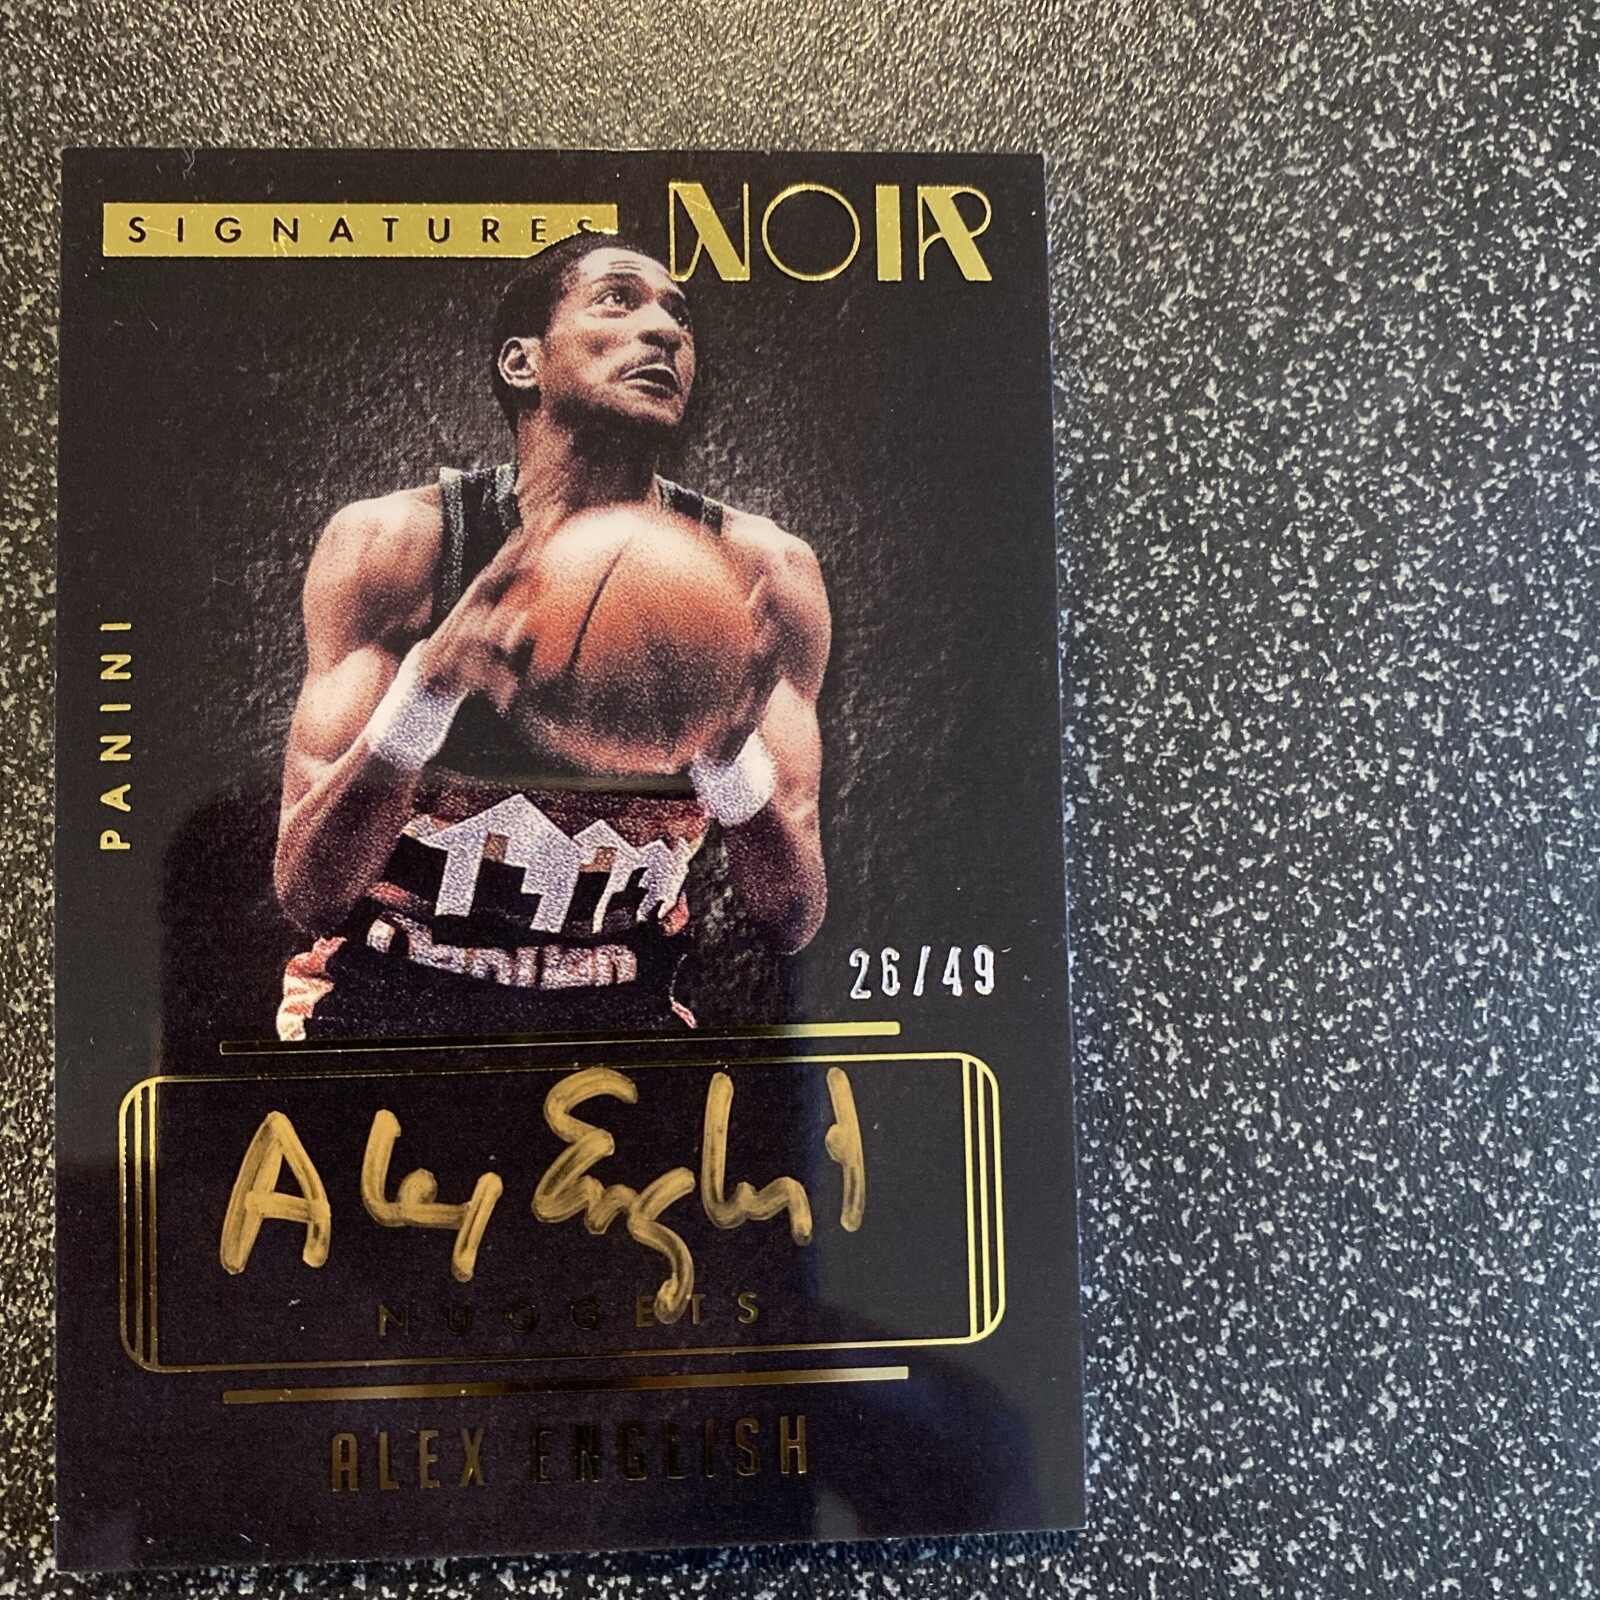 SIGNATURES NOIR
PANINI
26/49
Alex English
NUGGETS
ALEX ENGLISH